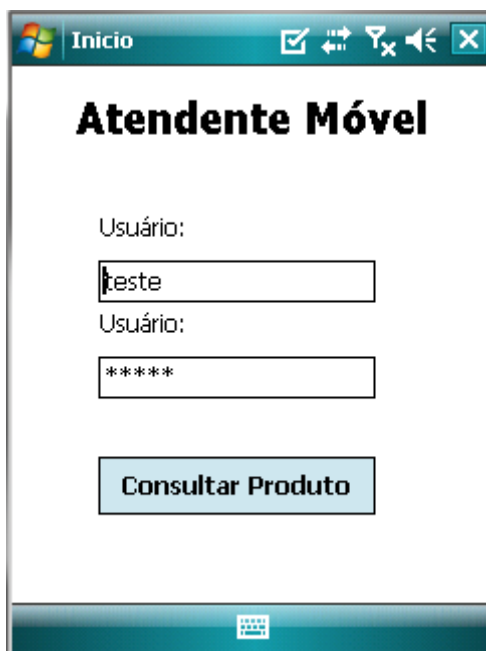 Inicio
Atendente Móvel
Usuário:
teste
Usuário:
*****
Consultar Produto